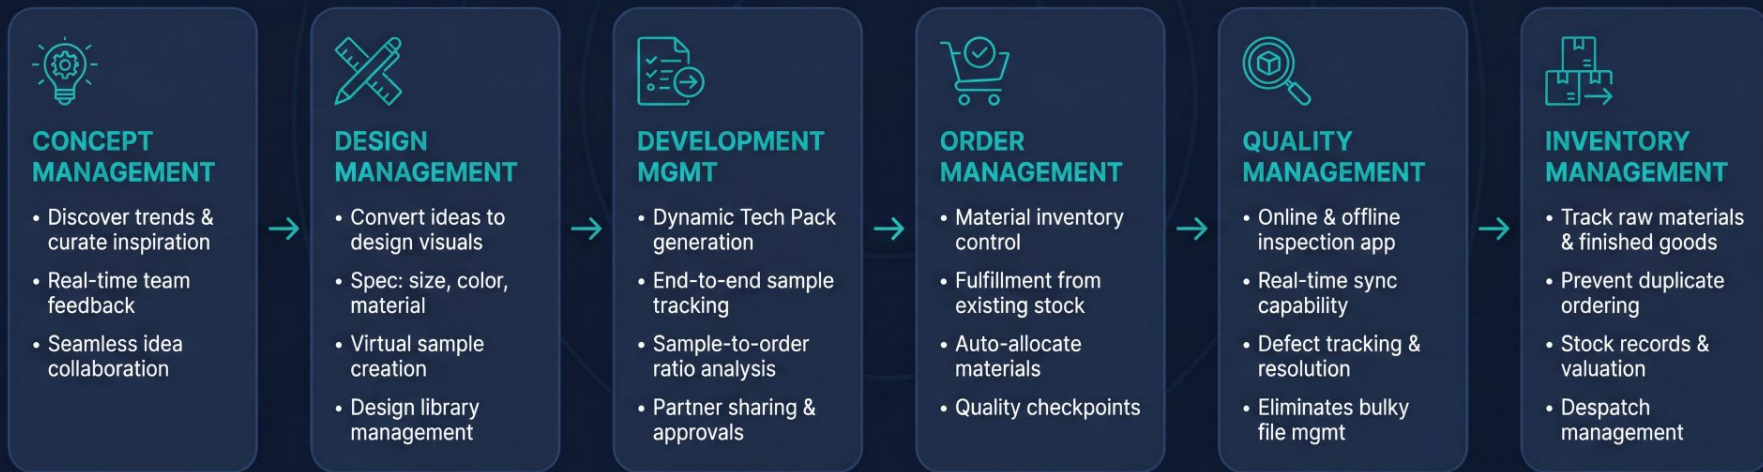 CONCEPT
MANAGEMENT
• Discover trends &
curate inspiration
• Real-time team
feedback
• Seamless idea
collaboration
DESIGN
MANAGEMENT
• Convert ideas to
design visuals
• Spec: size, color,
material
• Virtual sample
creation
• Design library
management
DEVELOPMENT
MGMT
• Dynamic Tech Pack
generation
• End-to-end sample
tracking
• Sample-to-order
ratio analysis
• Partner sharing &
approvals
ORDER
MANAGEMENT
• Material inventory
control
• Fulfillment from
existing stock
• Auto-allocate
materials
• Quality checkpoints
QUALITY
MANAGEMENT
• Online & offline
inspection app
• Real-time sync
capability
• Defect tracking &
resolution
• Eliminates bulky
file mgmt
INVENTORY
MANAGEMENT
• Track raw materials
& finished goods
• Prevent duplicate
ordering
• Stock records &
valuation
• Despatch
management